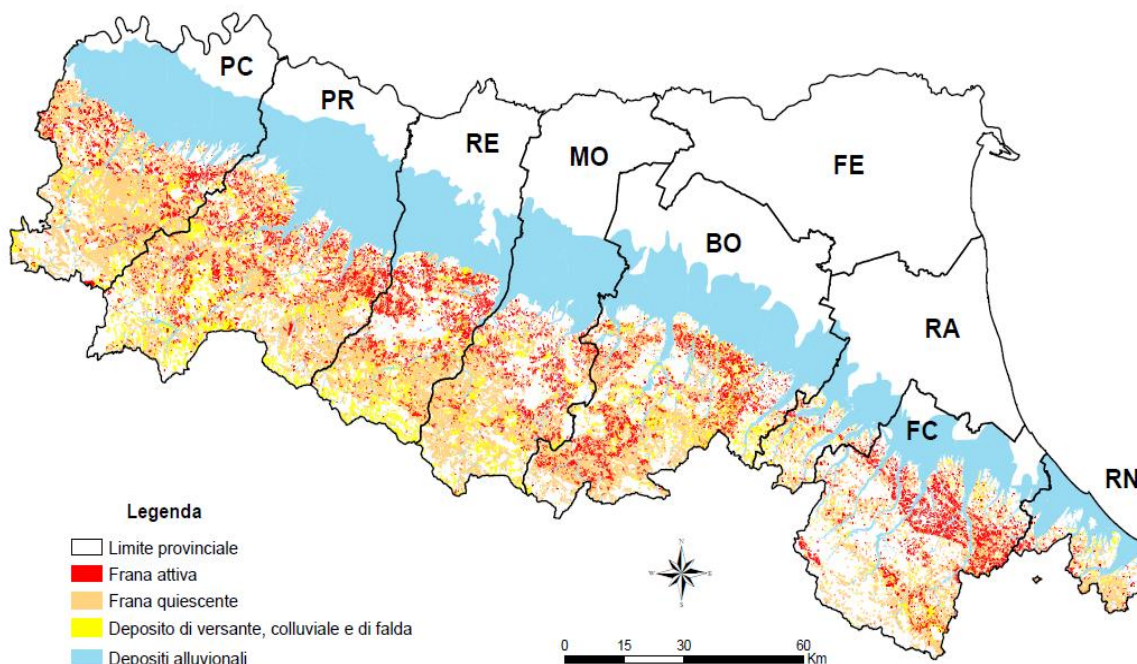 PC
PR
RE
MO
FE
BO
RA
FC
RN
Legenda
Limite provinciale
Frana attiva
Frana quiescente
Deposito di versante, colluviale e di falda
Depositi alluvionali
N
W E
S
0 15 30 60
Km